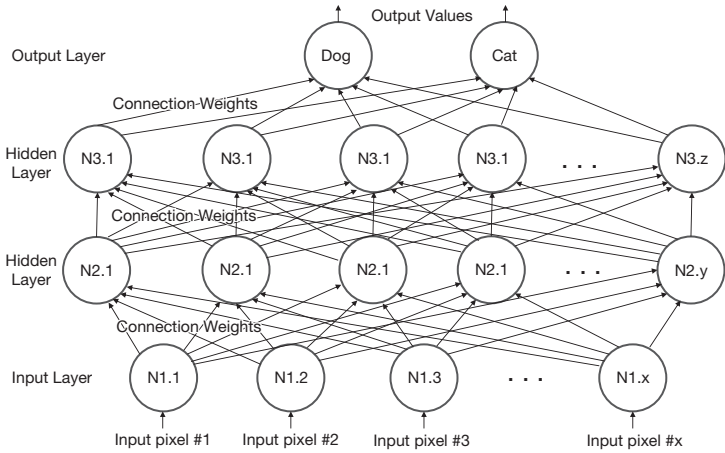 Output Values
Output Layer
Dog
Cat
Connection Weights
Hidden
Layer
N3.1
N3.1
N3.1
N3.1
. . .
N3.z
Connection Weights
Hidden
Layer
N2.1
N2.1
N2.1
N2.1
. . .
N2.y
Connection Weights
Input Layer
N1.1
N1.2
N1.3
. . .
N1.x
Input pixel #1
Input pixel #2
Input pixel #3
Input pixel #x